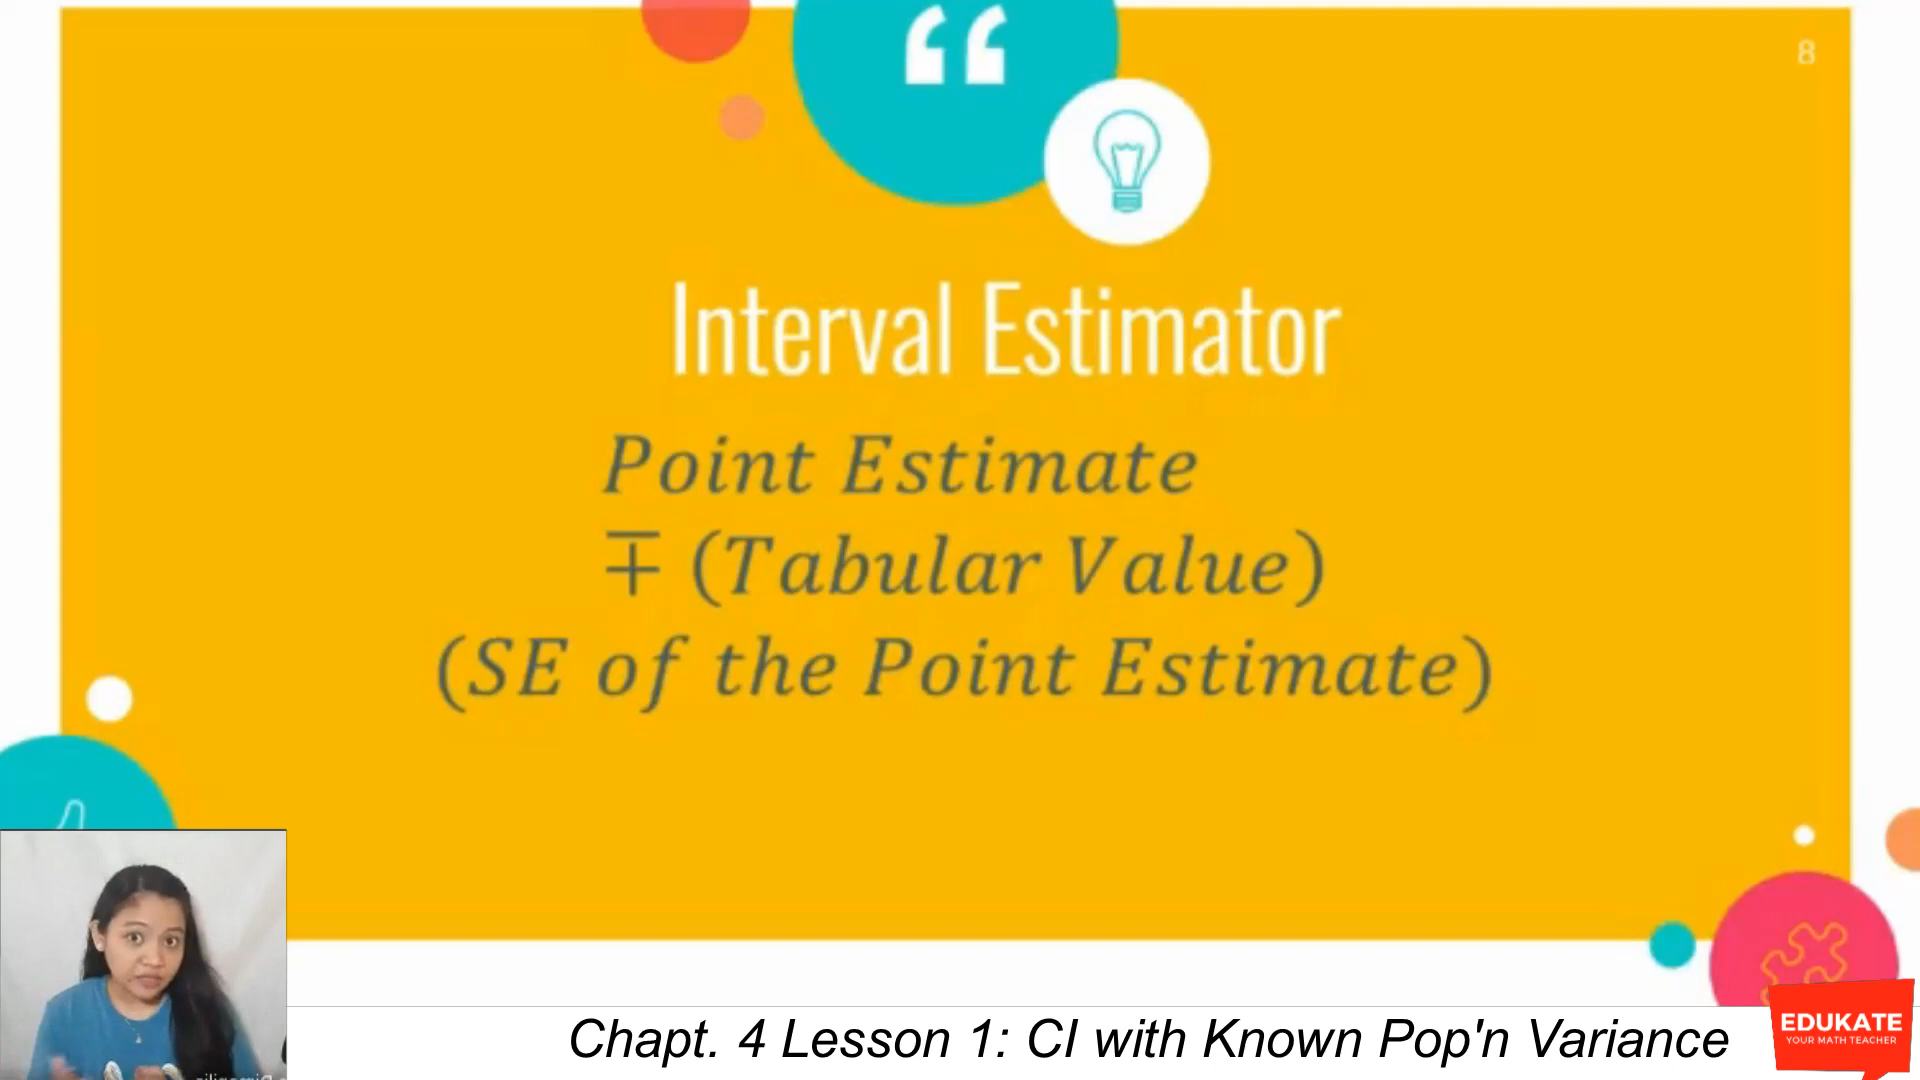 8
“
Interval Estimator
Point Estimate
∓ (Tabular Value)
(SE of the Point Estimate)
Chapt. 4 Lesson 1: CI with Known Pop'n Variance
EDUKATE
YOUR MATH TEACHER